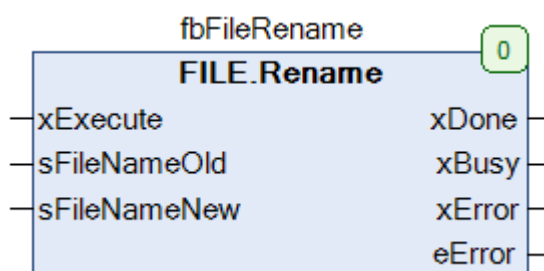 fbFileRename
0
FILE.Rename
xExecute xDone
sFileNameOld xBusy
sFileNameNew xError
eError